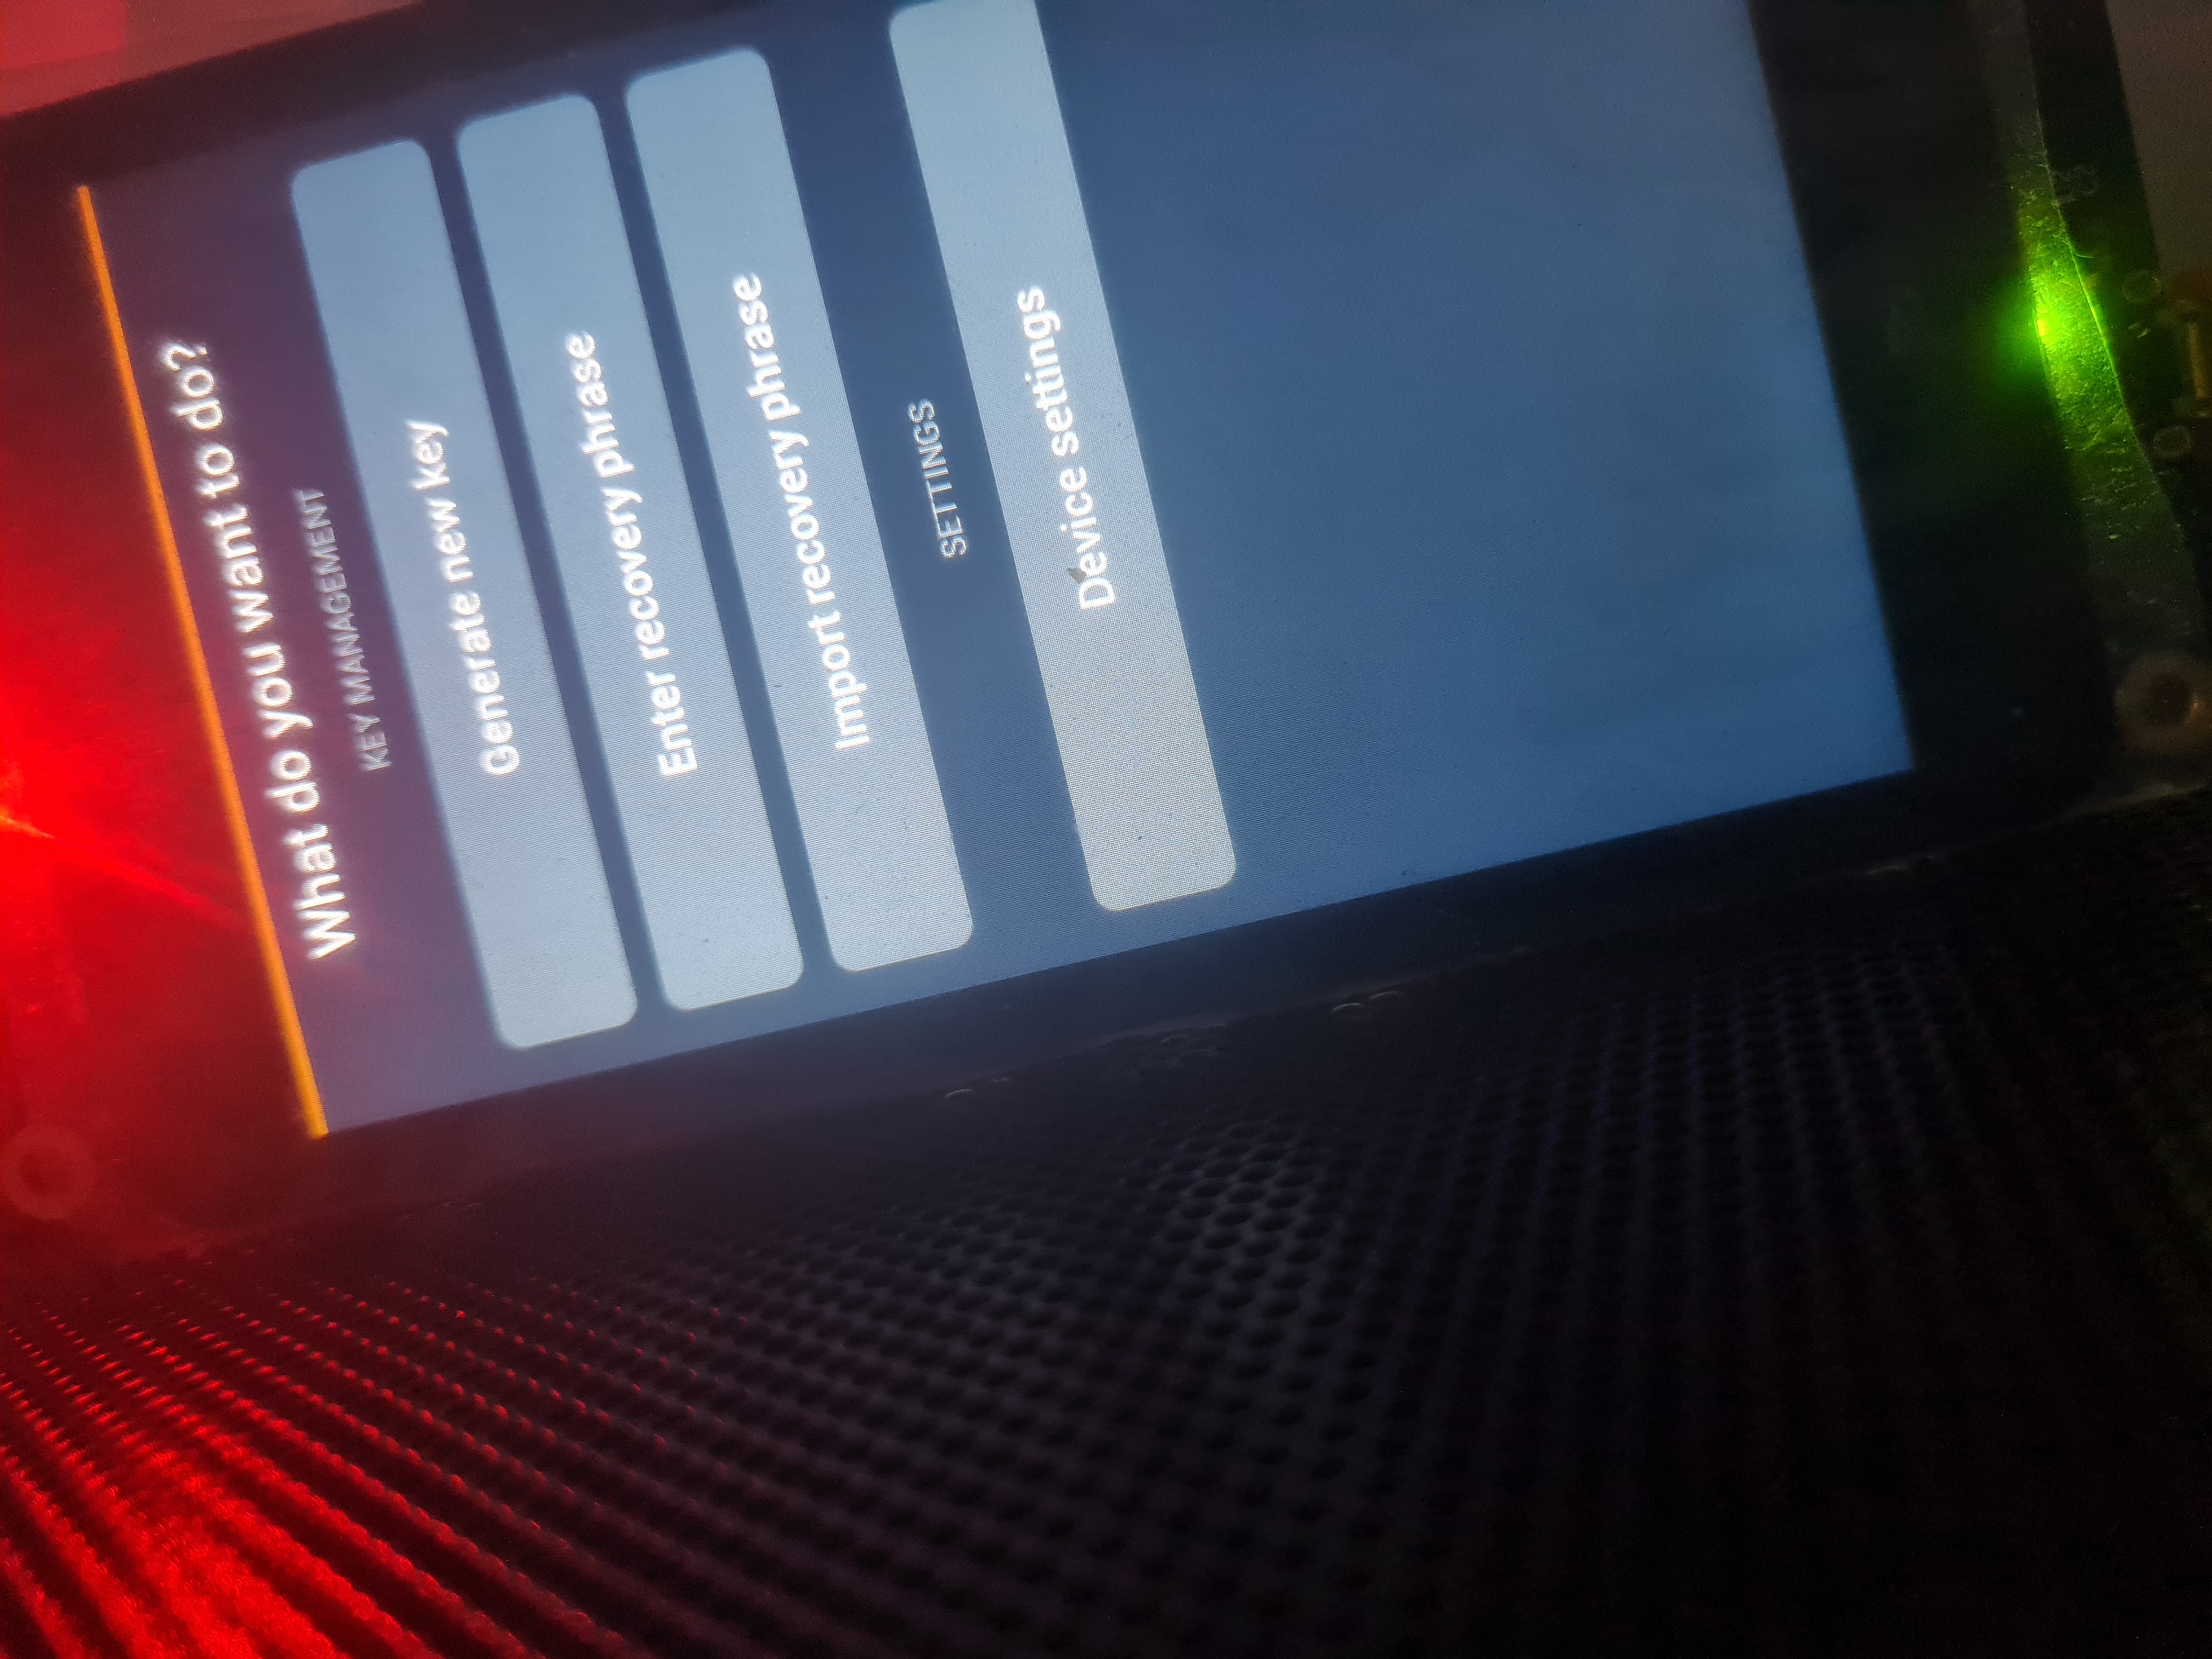 What do you want to do?
KEY MANAGEMENT
Generate new key
Enter recovery phrase
Import recovery phrase
SETTINGS
Device settings